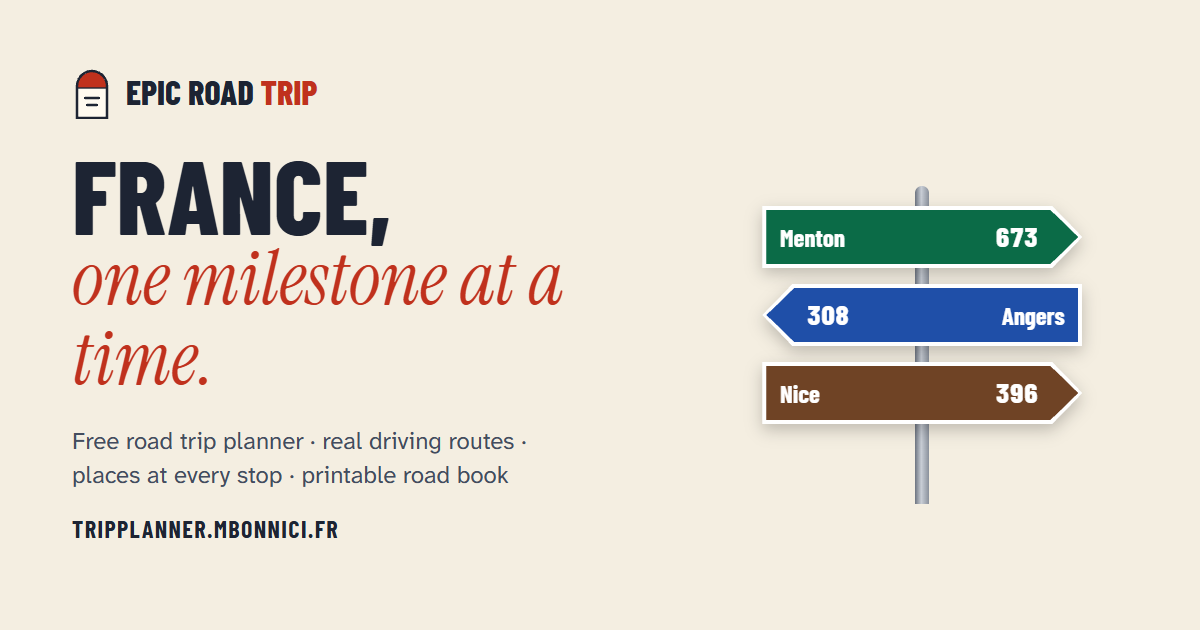 EPIC ROAD TRIP
FRANCE,
one milestone at a
time.
Free road trip planner · real driving routes ·
places at every stop · printable road book
TRIPPLANNER.MBONNICI.FR
Menton 673
308 Angers
Nice 396